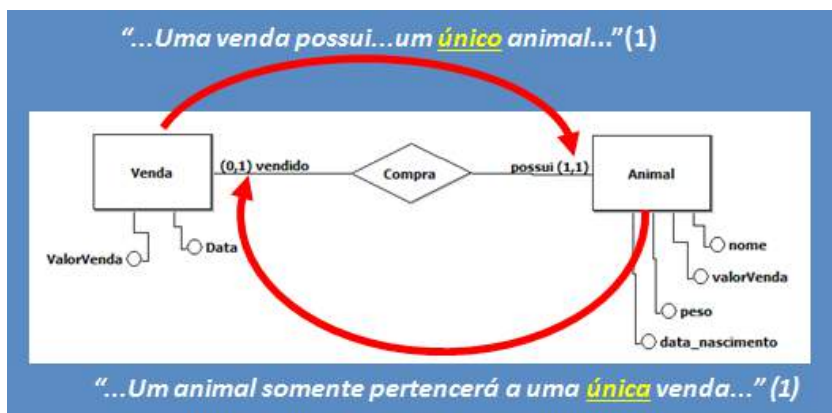 “...Uma venda possui...um único animal...”(1)
Venda
(0,1) vendido
Compra
possui (1,1)
Animal
ValorVenda
Data
nome
valorVenda
peso
data_nascimento
“...Um animal somente pertencerá a uma única venda...” (1)